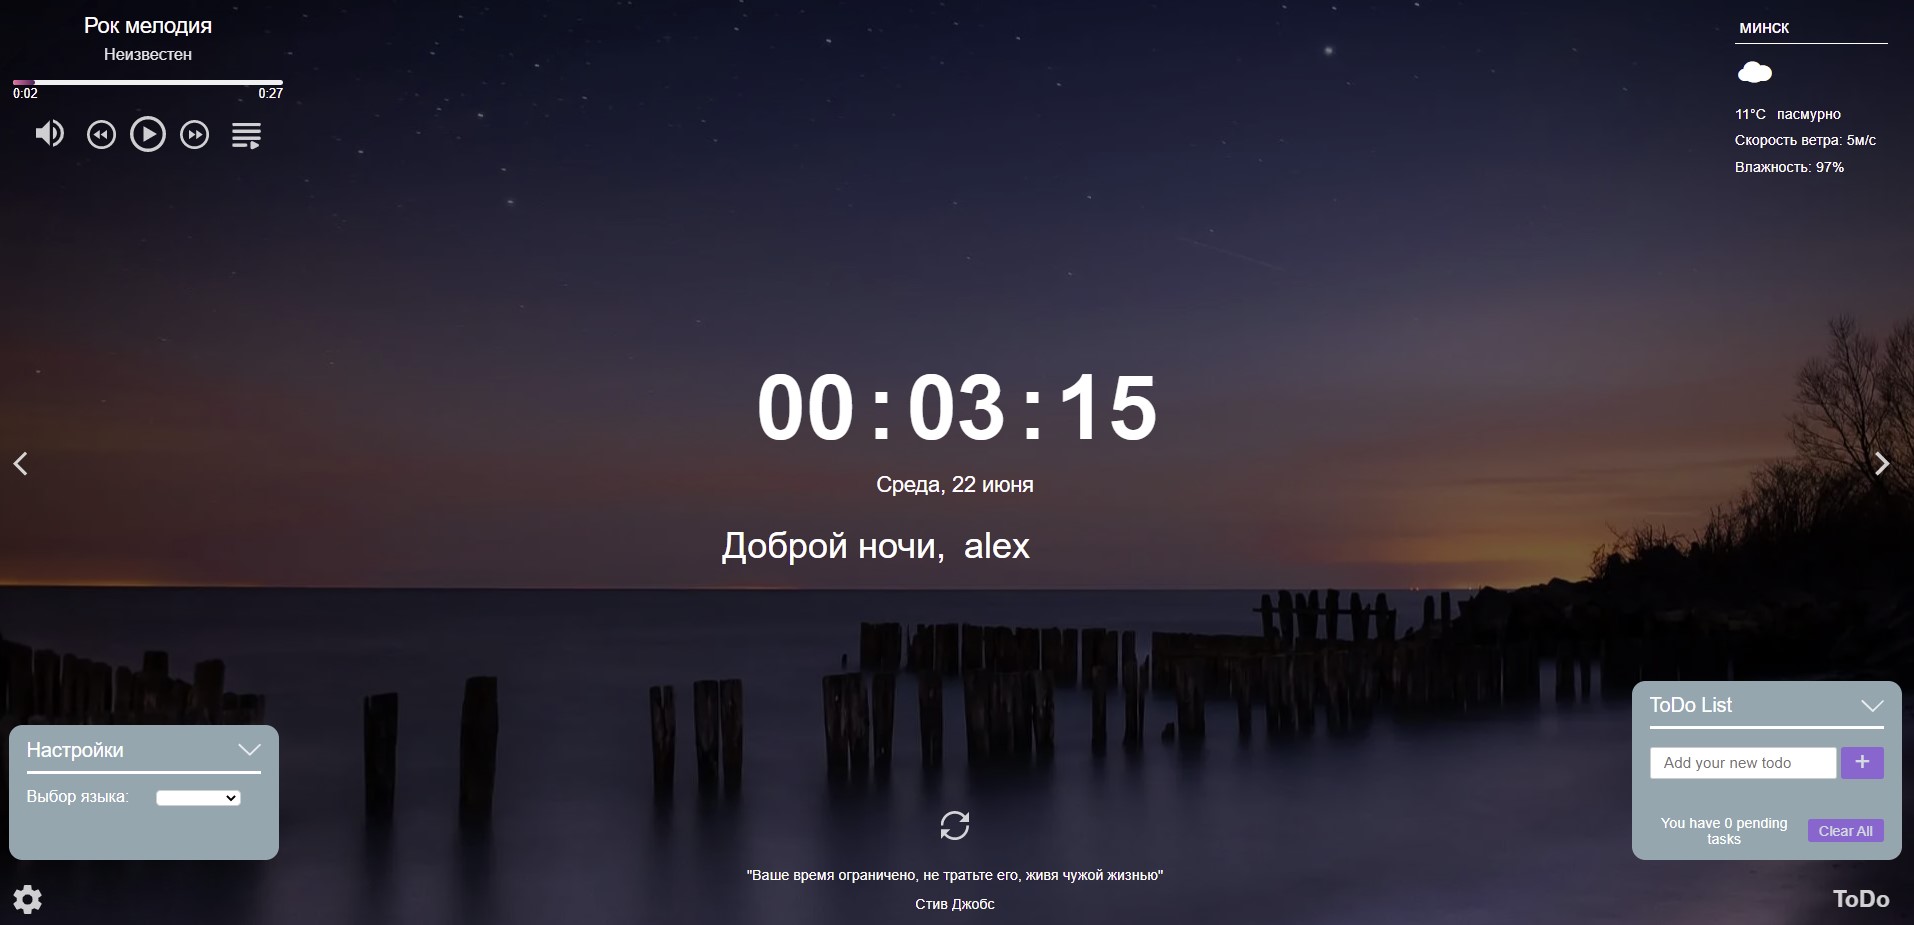 Рок мелодия
Неизвестен
0:02 0:27
МИНСК
11°C пасмурно
Скорость ветра: 5м/с
Влажность: 97%
00:03:15
Среда, 22 июня
Доброй ночи, alex
Настройки
Выбор языка:
ToDo List
Add your new todo +
You have 0 pending
tasks
Clear All
"Ваше время ограничено, не тратьте его, живя чужой жизнью"
Стив Джобс
ToDo